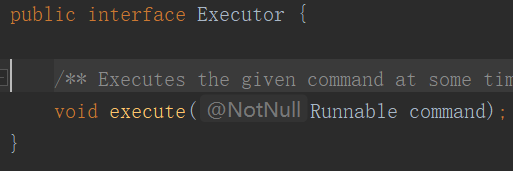 public interface Executor {
/** Executes the given command at some tim
void execute( @NotNull Runnable command);
}